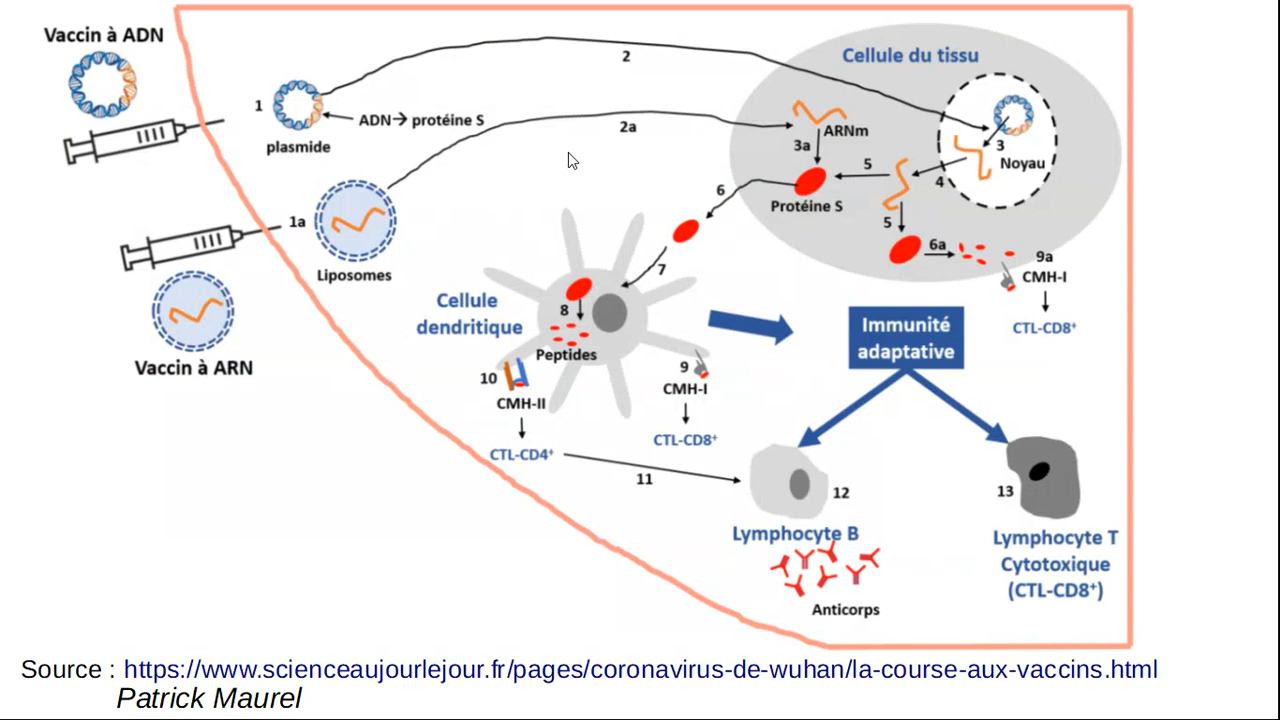 Vaccin à ADN
1
plasmide
ADN→ protéine S
2
2a
Cellule du tissu
ARNm
3a
3
Noyau
4
5
Protéine S
5
6
6a
9a
CMH-I
CTL-CD8⁺
1a
Liposomes
Vaccin à ARN
7
Cellule
dendritique
8
Peptides
10
CMH-II
CTL-CD4⁺
9
CMH-I
CTL-CD8⁺
Immunité
adaptative
11
12
Lymphocyte B
Anticorps
13
Lymphocyte T
Cytotoxique
(CTL-CD8⁺)
Source : https://www.scienceaujourlejour.fr/pages/coronavirus-de-wuhan/la-course-aux-vaccins.html
Patrick Maurel